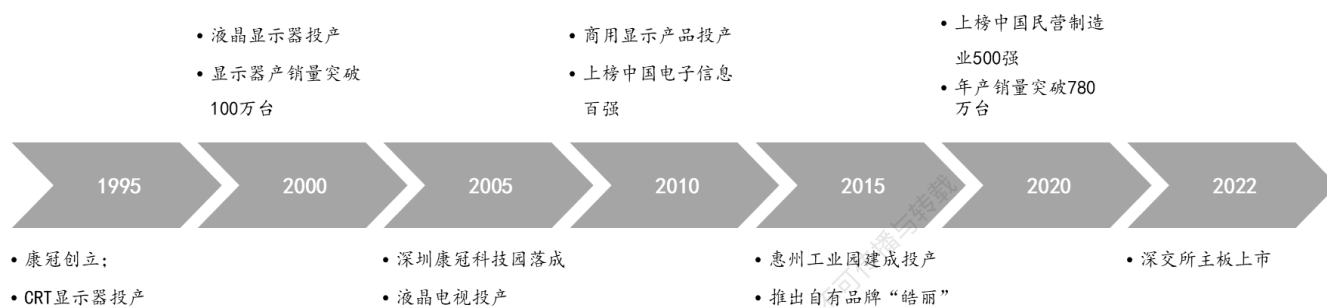 • 液晶显示器投产
• 显示器产销量突破
100万台
• 商用显示产品投产
• 上榜中国电子信息
百强
• 上榜中国民营制造
业500强
• 年产销量突破780
万台
1995
2000
2005
2010
2015
2020
2022
• 康冠创立；
• CRT显示器投产
• 深圳康冠科技园落成
• 液晶电视投产
• 惠州工业园建成投产
• 推出自有品牌“皓丽”
• 深交所主板上市
播与转载